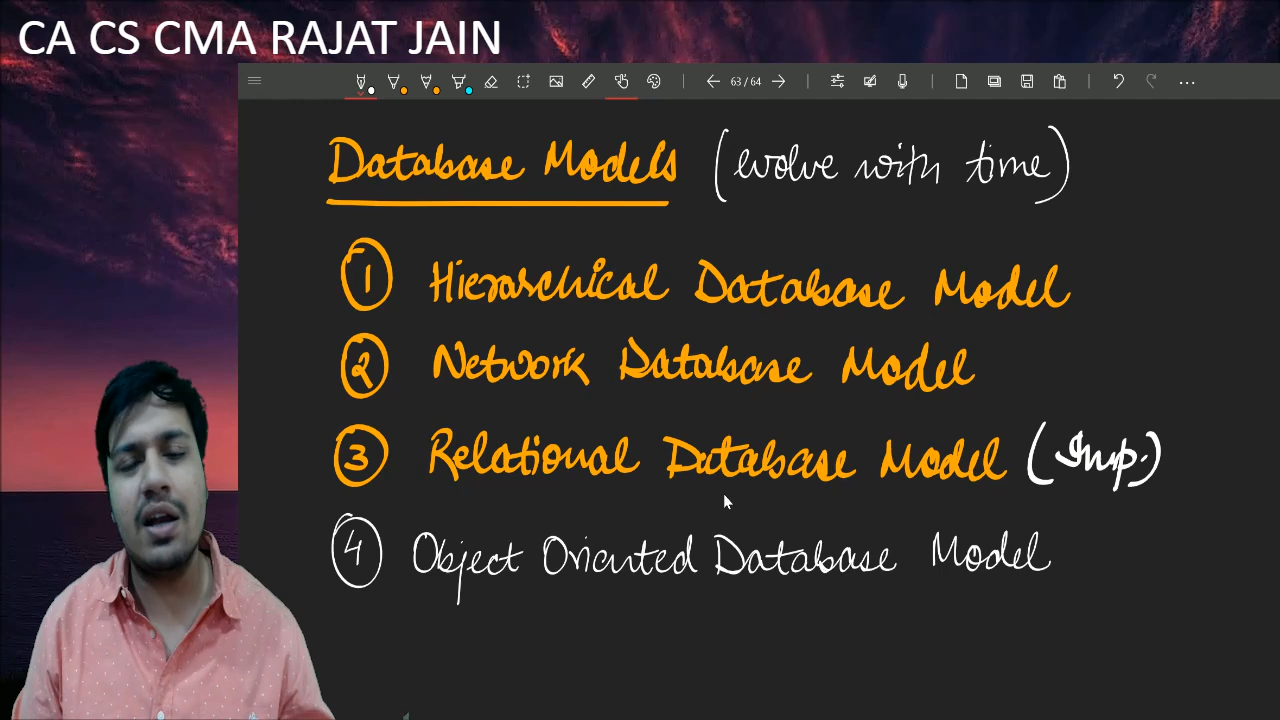 CA CS CMA RAJAT JAIN
63/64
Database Models (evolve with time)
1 Hierarchical Database Model
2 Network Database Model
3 Relational Database Model (Imp.)
4 Object Oriented Database Model